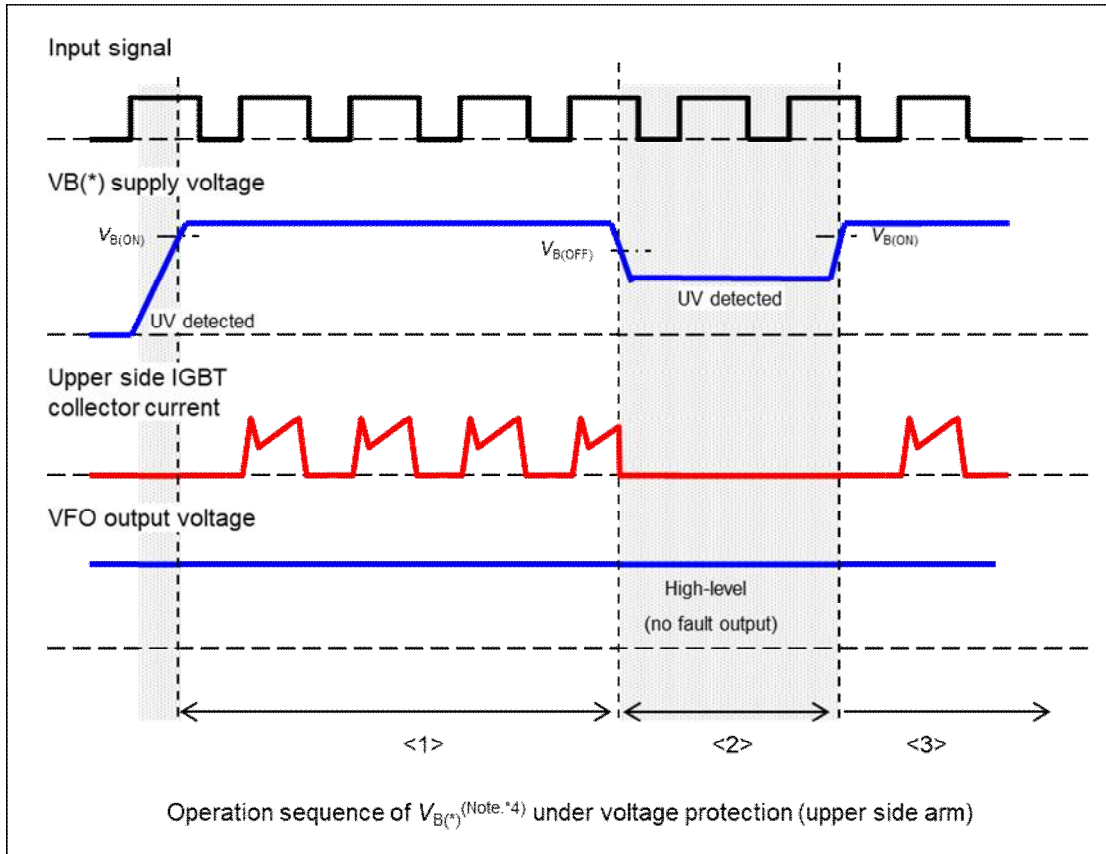 Input signal
VB(*) supply voltage
VB(ON)
VB(OFF)
VB(ON)
UV detected
UV detected
Upper side IGBT
collector current
VFO output voltage
High-level
(no fault output)
<1>
<2>
<3>
Operation sequence of VB(*)(Note.*4) under voltage protection (upper side arm)